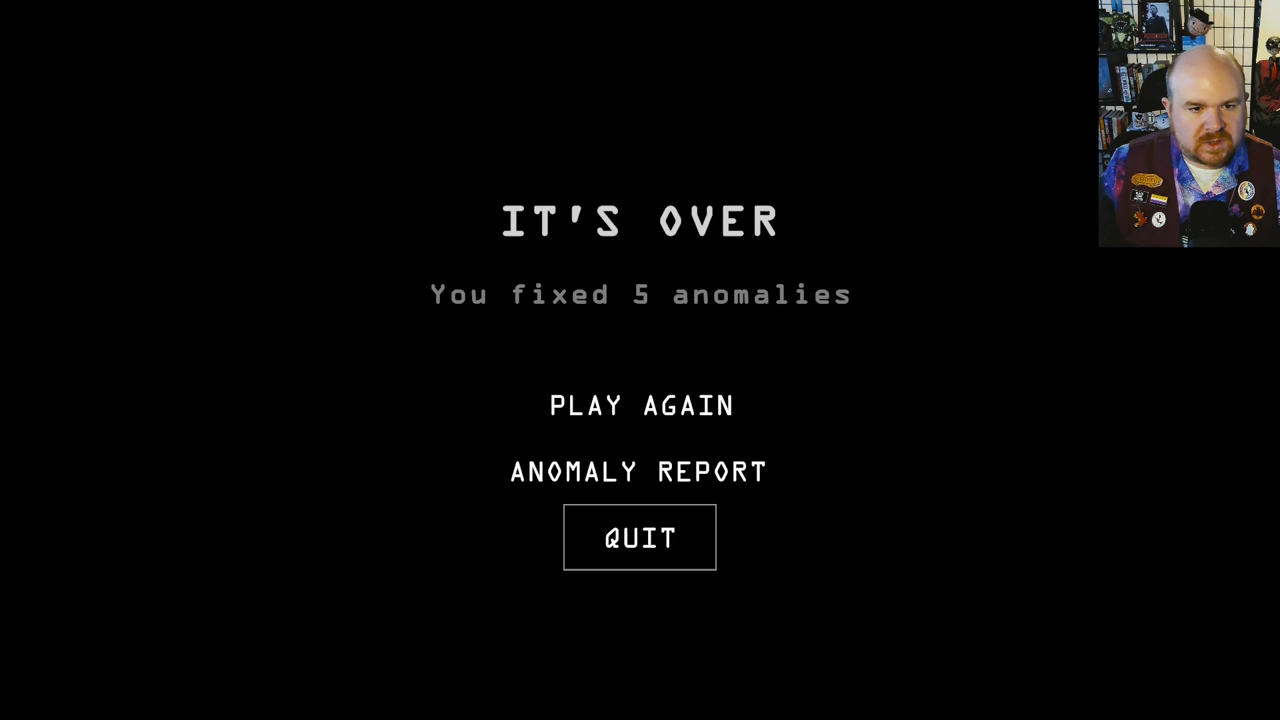 IT'S OVER
You fixed 5 anomalies
PLAY AGAIN
ANOMALY REPORT
QUIT